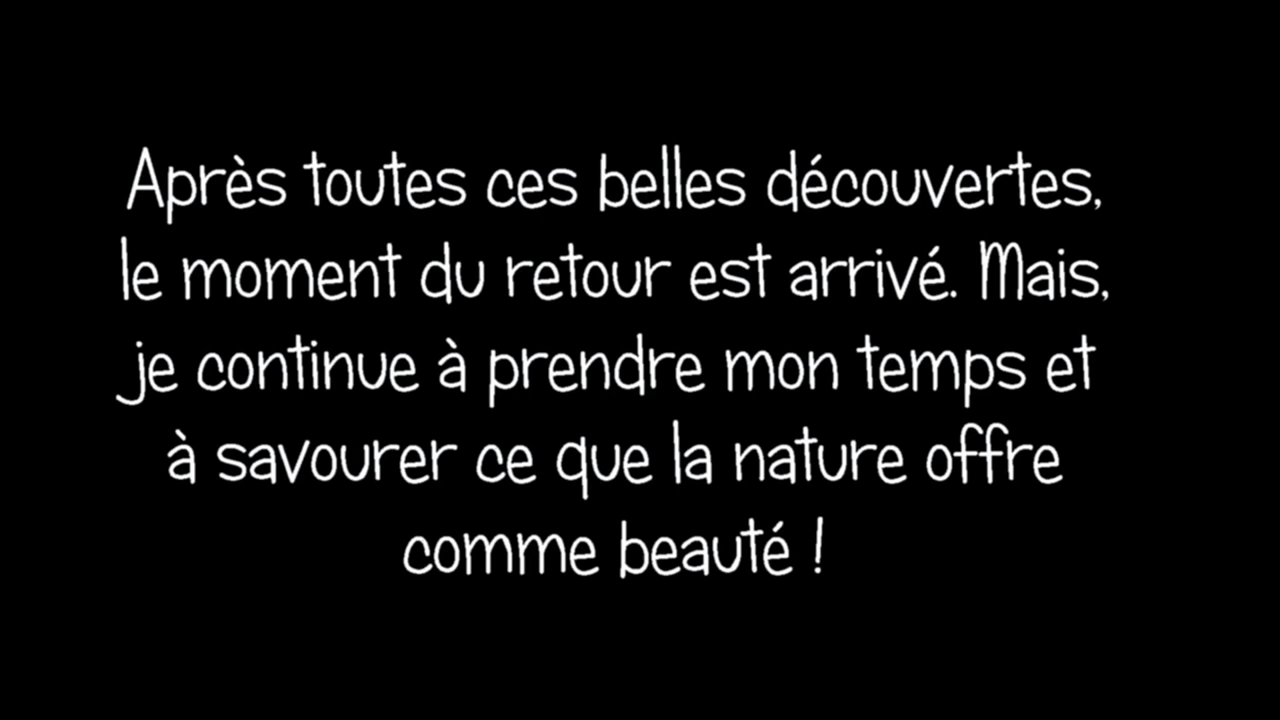 Après toutes ces belles découvertes,
le moment du retour est arrivé. Mais,
je continue à prendre mon temps et
à savourer ce que la nature offre
comme beauté !